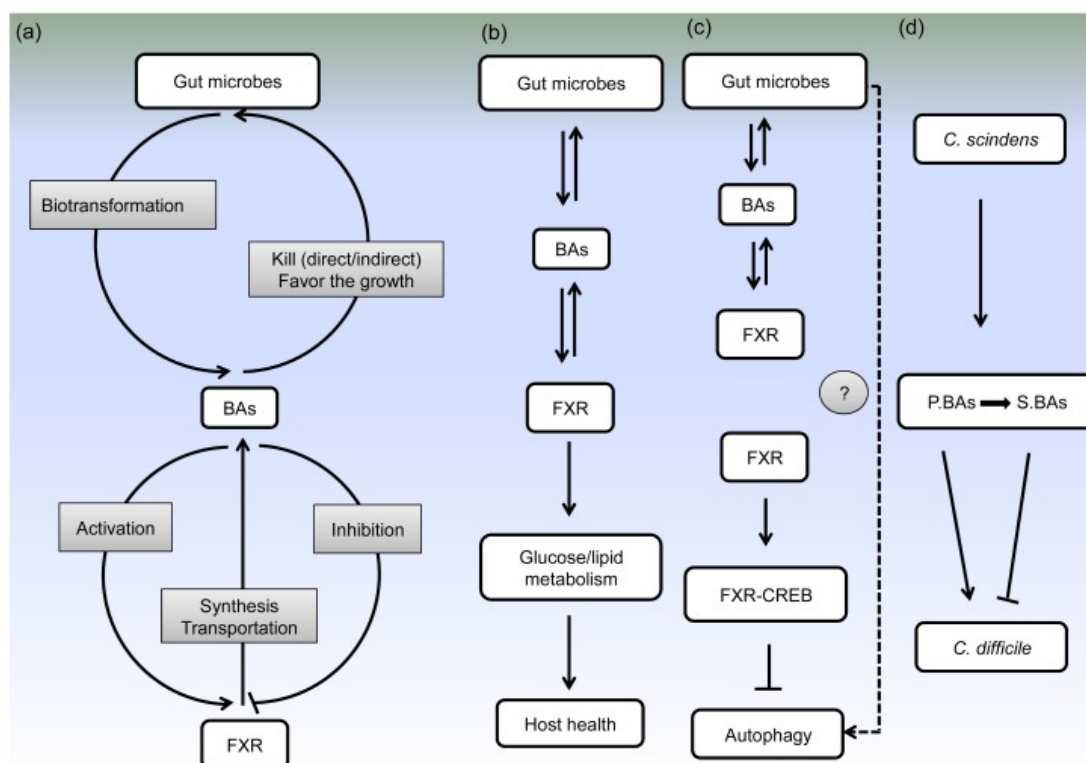 (a)
Gut microbes
Biotransformation
Kill (direct/indirect)
Favor the growth
BAs
Activation
Inhibition
Synthesis
Transportation
FXR
(b)
Gut microbes
BAs
FXR
Glucose/lipid
metabolism
Host health
(c)
Gut microbes
BAs
FXR
?
FXR
FXR-CREB
Autophagy
(d)
C. scindens
P.BAs S.BAs
C. difficile